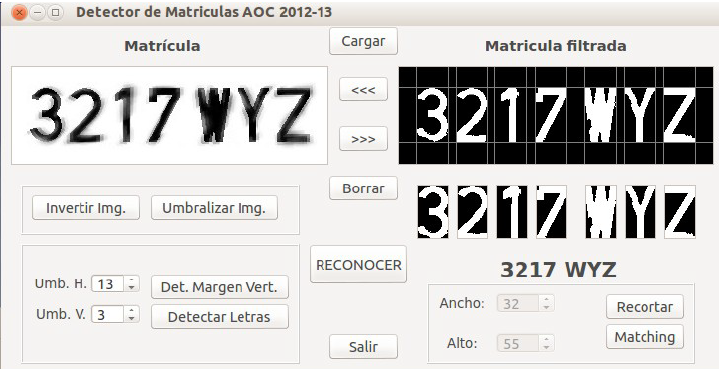 Detector de Matriculas AOC 2012-13
Matrícula
Cargar
Matricula filtrada
3217 WYZ
<<<
>>>
3217 WYZ
Borrar
Invertir Img.
Umbralizar Img.
3217 WYZ
RECONOCER
3217 WYZ
Umb. H. 13
Det. Margen Vert.
Umb. V. 3
Detectar Letras
Ancho: 32
Recortar
Alto: 55
Matching
Salir